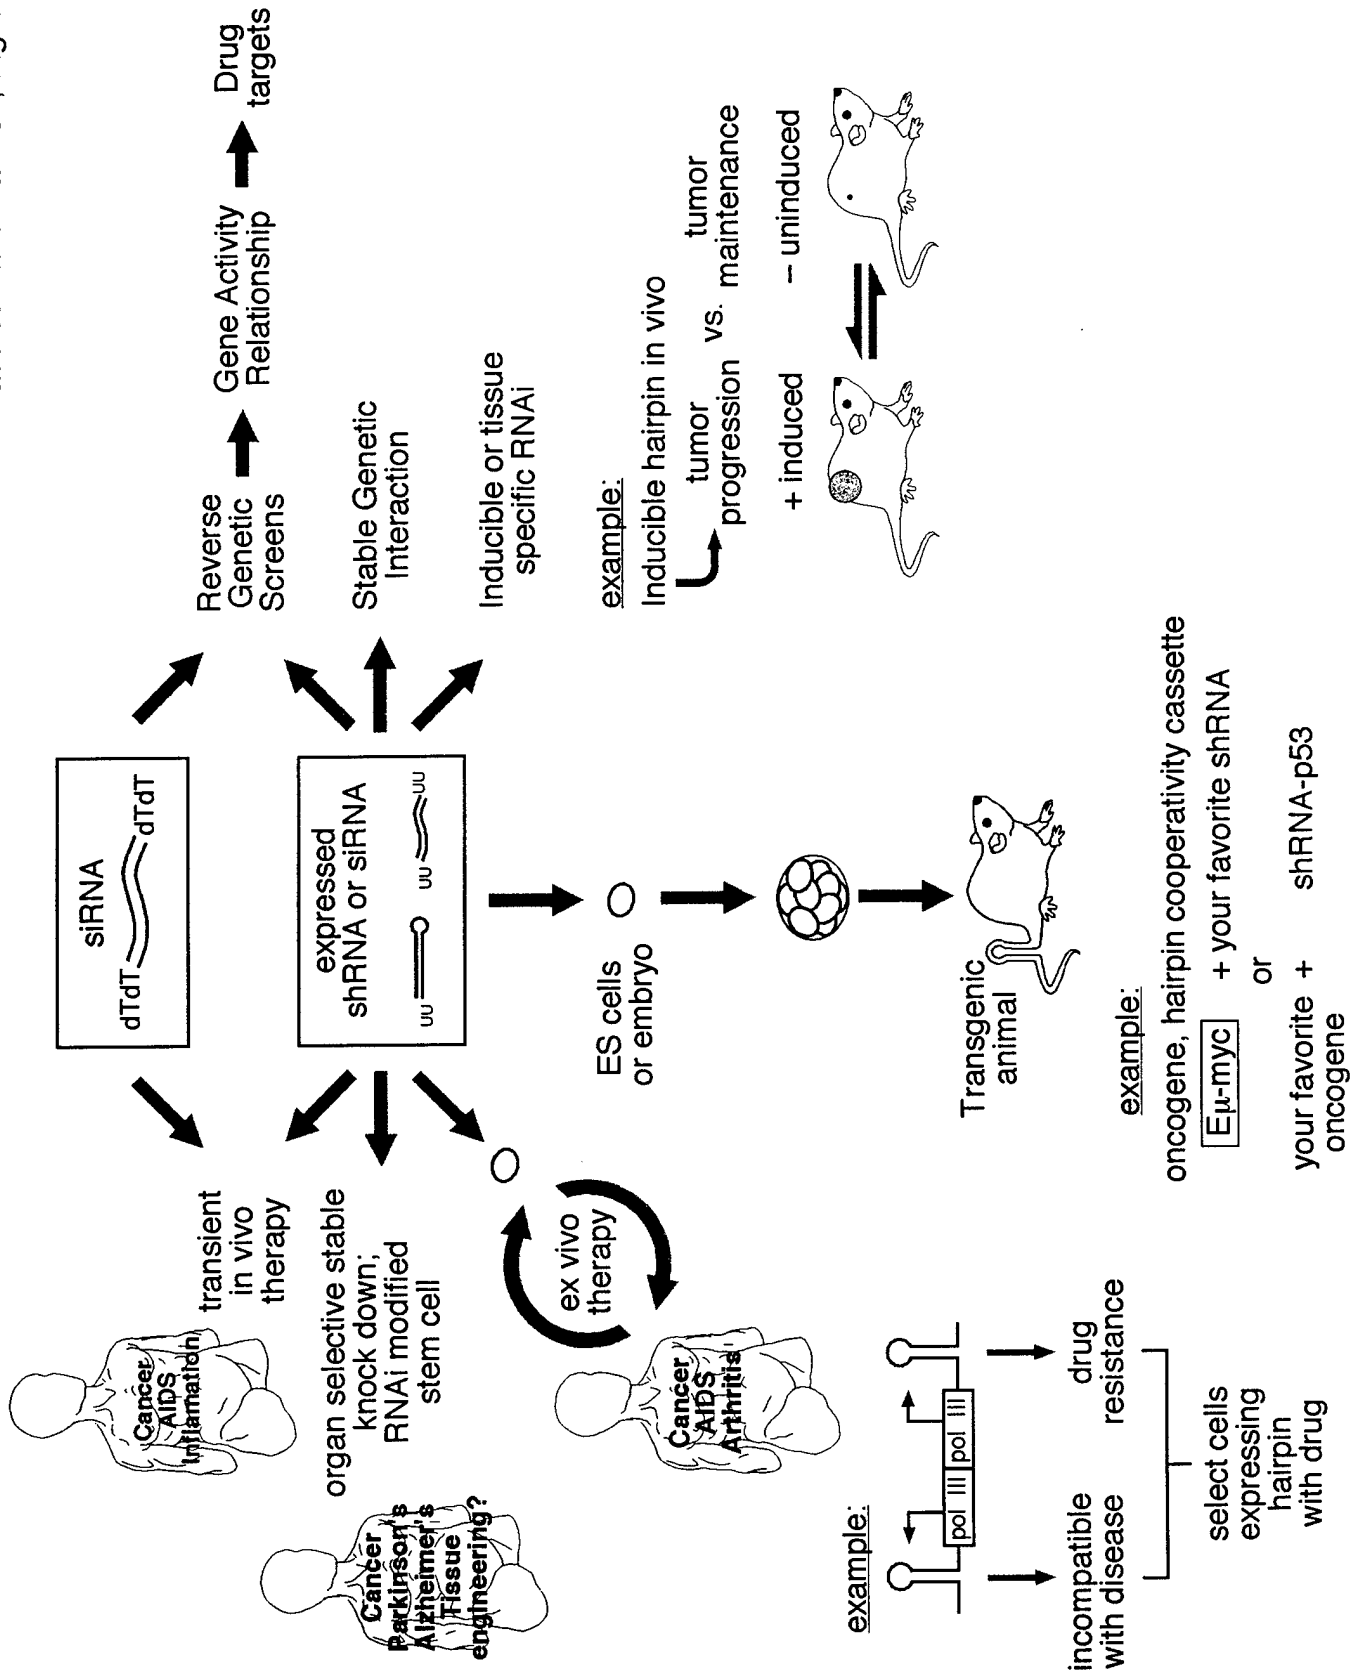 siRNA
dTdT
dTdT
expressed
shRNA or siRNA
UU
UU
UU
Reverse
Genetic
Screens
Gene Activity
Relationship
Drug
targets
Stable Genetic
Interaction
Inducible or tissue
specific RNAi
example:
Inducible hairpin in vivo
tumor
progression
vs.
tumor
maintenance
+ induced
– uninduced
transient
in vivo
therapy
Cancer
AIDS
Inflamation
organ selective stable
knock down;
RNAi modified
stem cell
Cancer
Parkinson's
Alzheimer's
Tissue
engineering?
ex vivo
therapy
Cancer
AIDS
Arthritis
ES cells
or embryo
Transgenic
animal
example:
oncogene, hairpin cooperativity cassette
Eμ-myc + your favorite shRNA
or
your favorite + shRNA-p53
oncogene
example:
pol III
pol III
incompatible
with disease
drug
resistance
select cells
expressing
hairpin
with drug